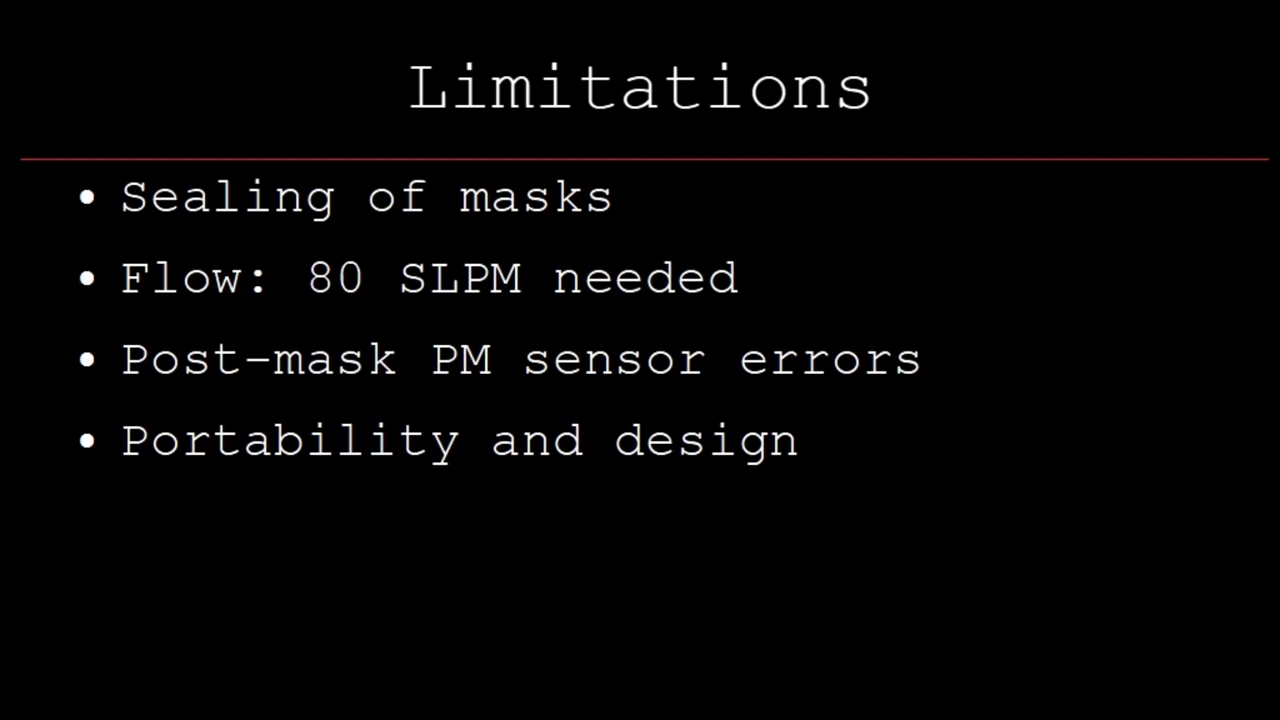 Limitations
• Sealing of masks
• Flow: 80 SLPM needed
• Post-mask PM sensor errors
• Portability and design